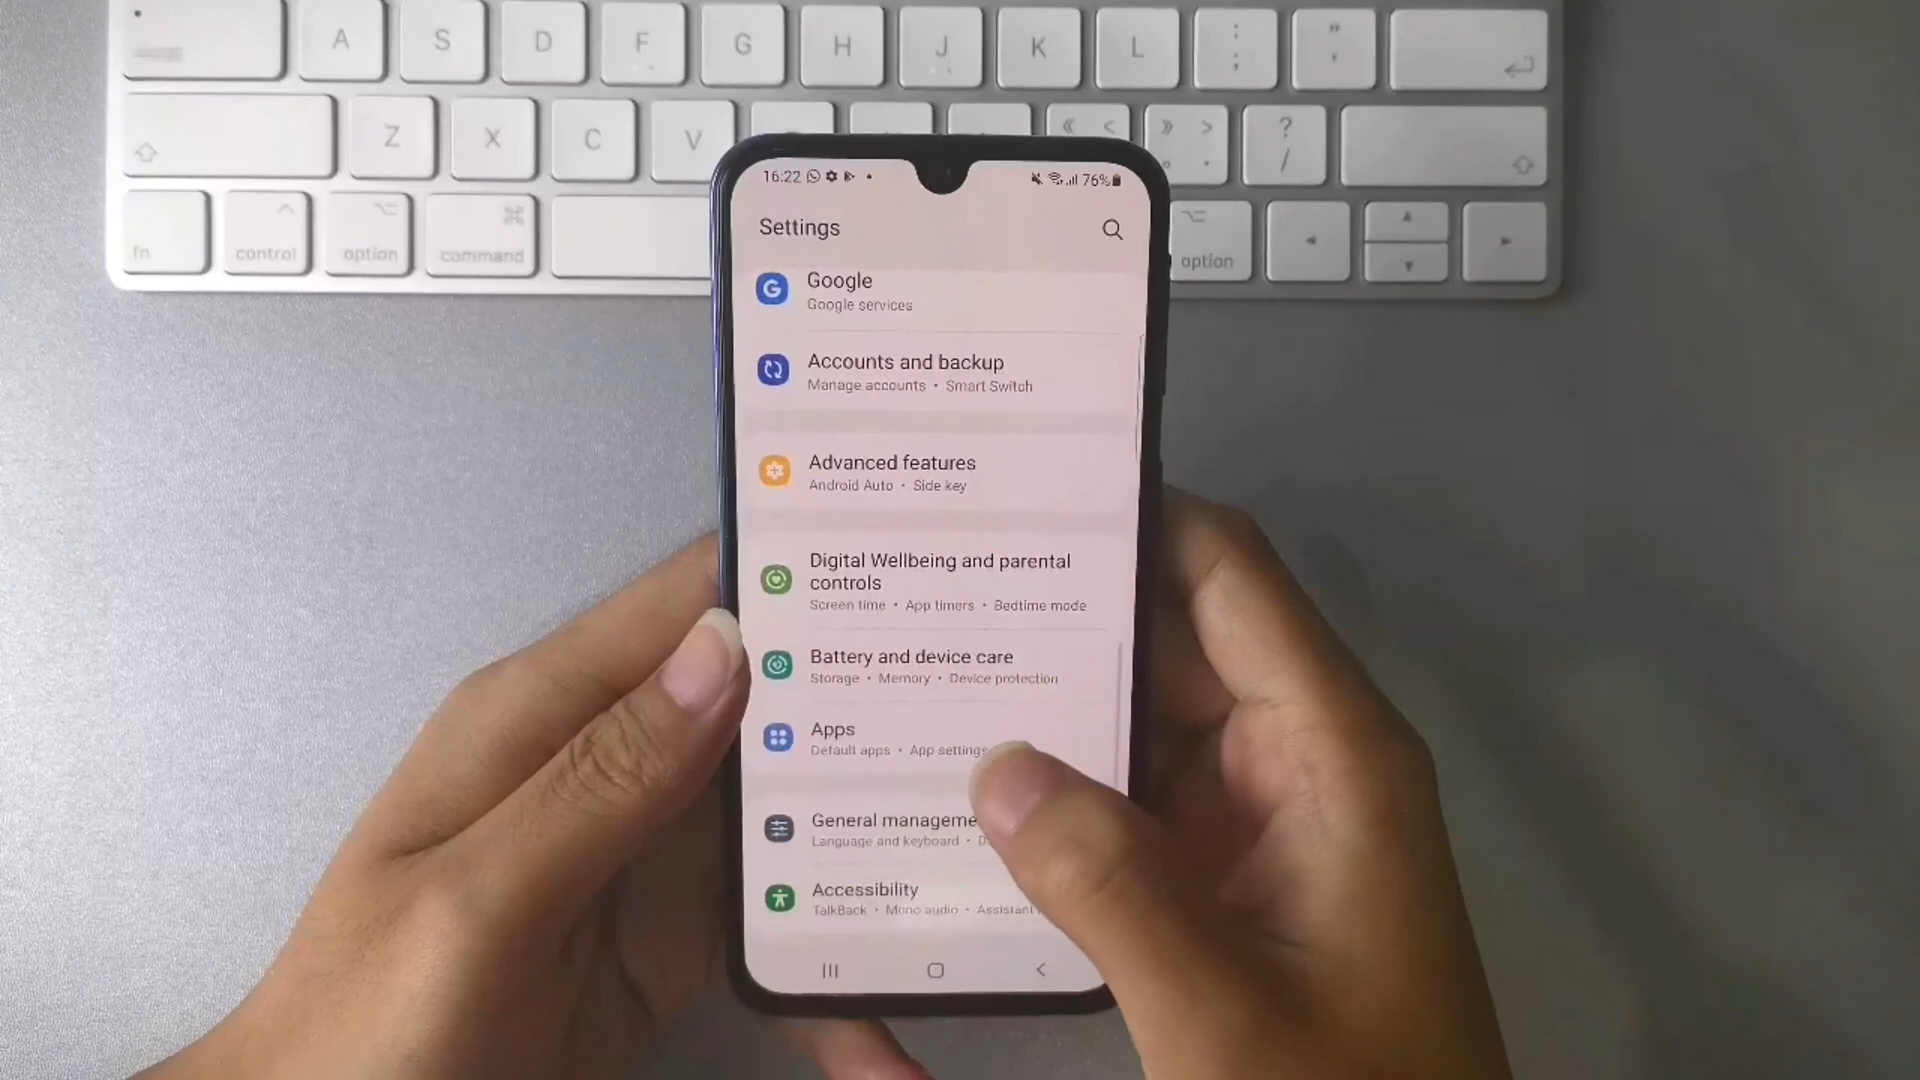 A S D F G H J K L : ; " '
Z X C V « < » > ? /
fn control option command option
16:22 76%
Settings
Google
Google services
Accounts and backup
Manage accounts • Smart Switch
Advanced features
Android Auto • Side key
Digital Wellbeing and parental
controls
Screen time • App timers • Bedtime mode
Battery and device care
Storage • Memory • Device protection
Apps
Default apps • App settings
General manageme
Language and keyboard • D
Accessibility
TalkBack • Mono audio • Assistant